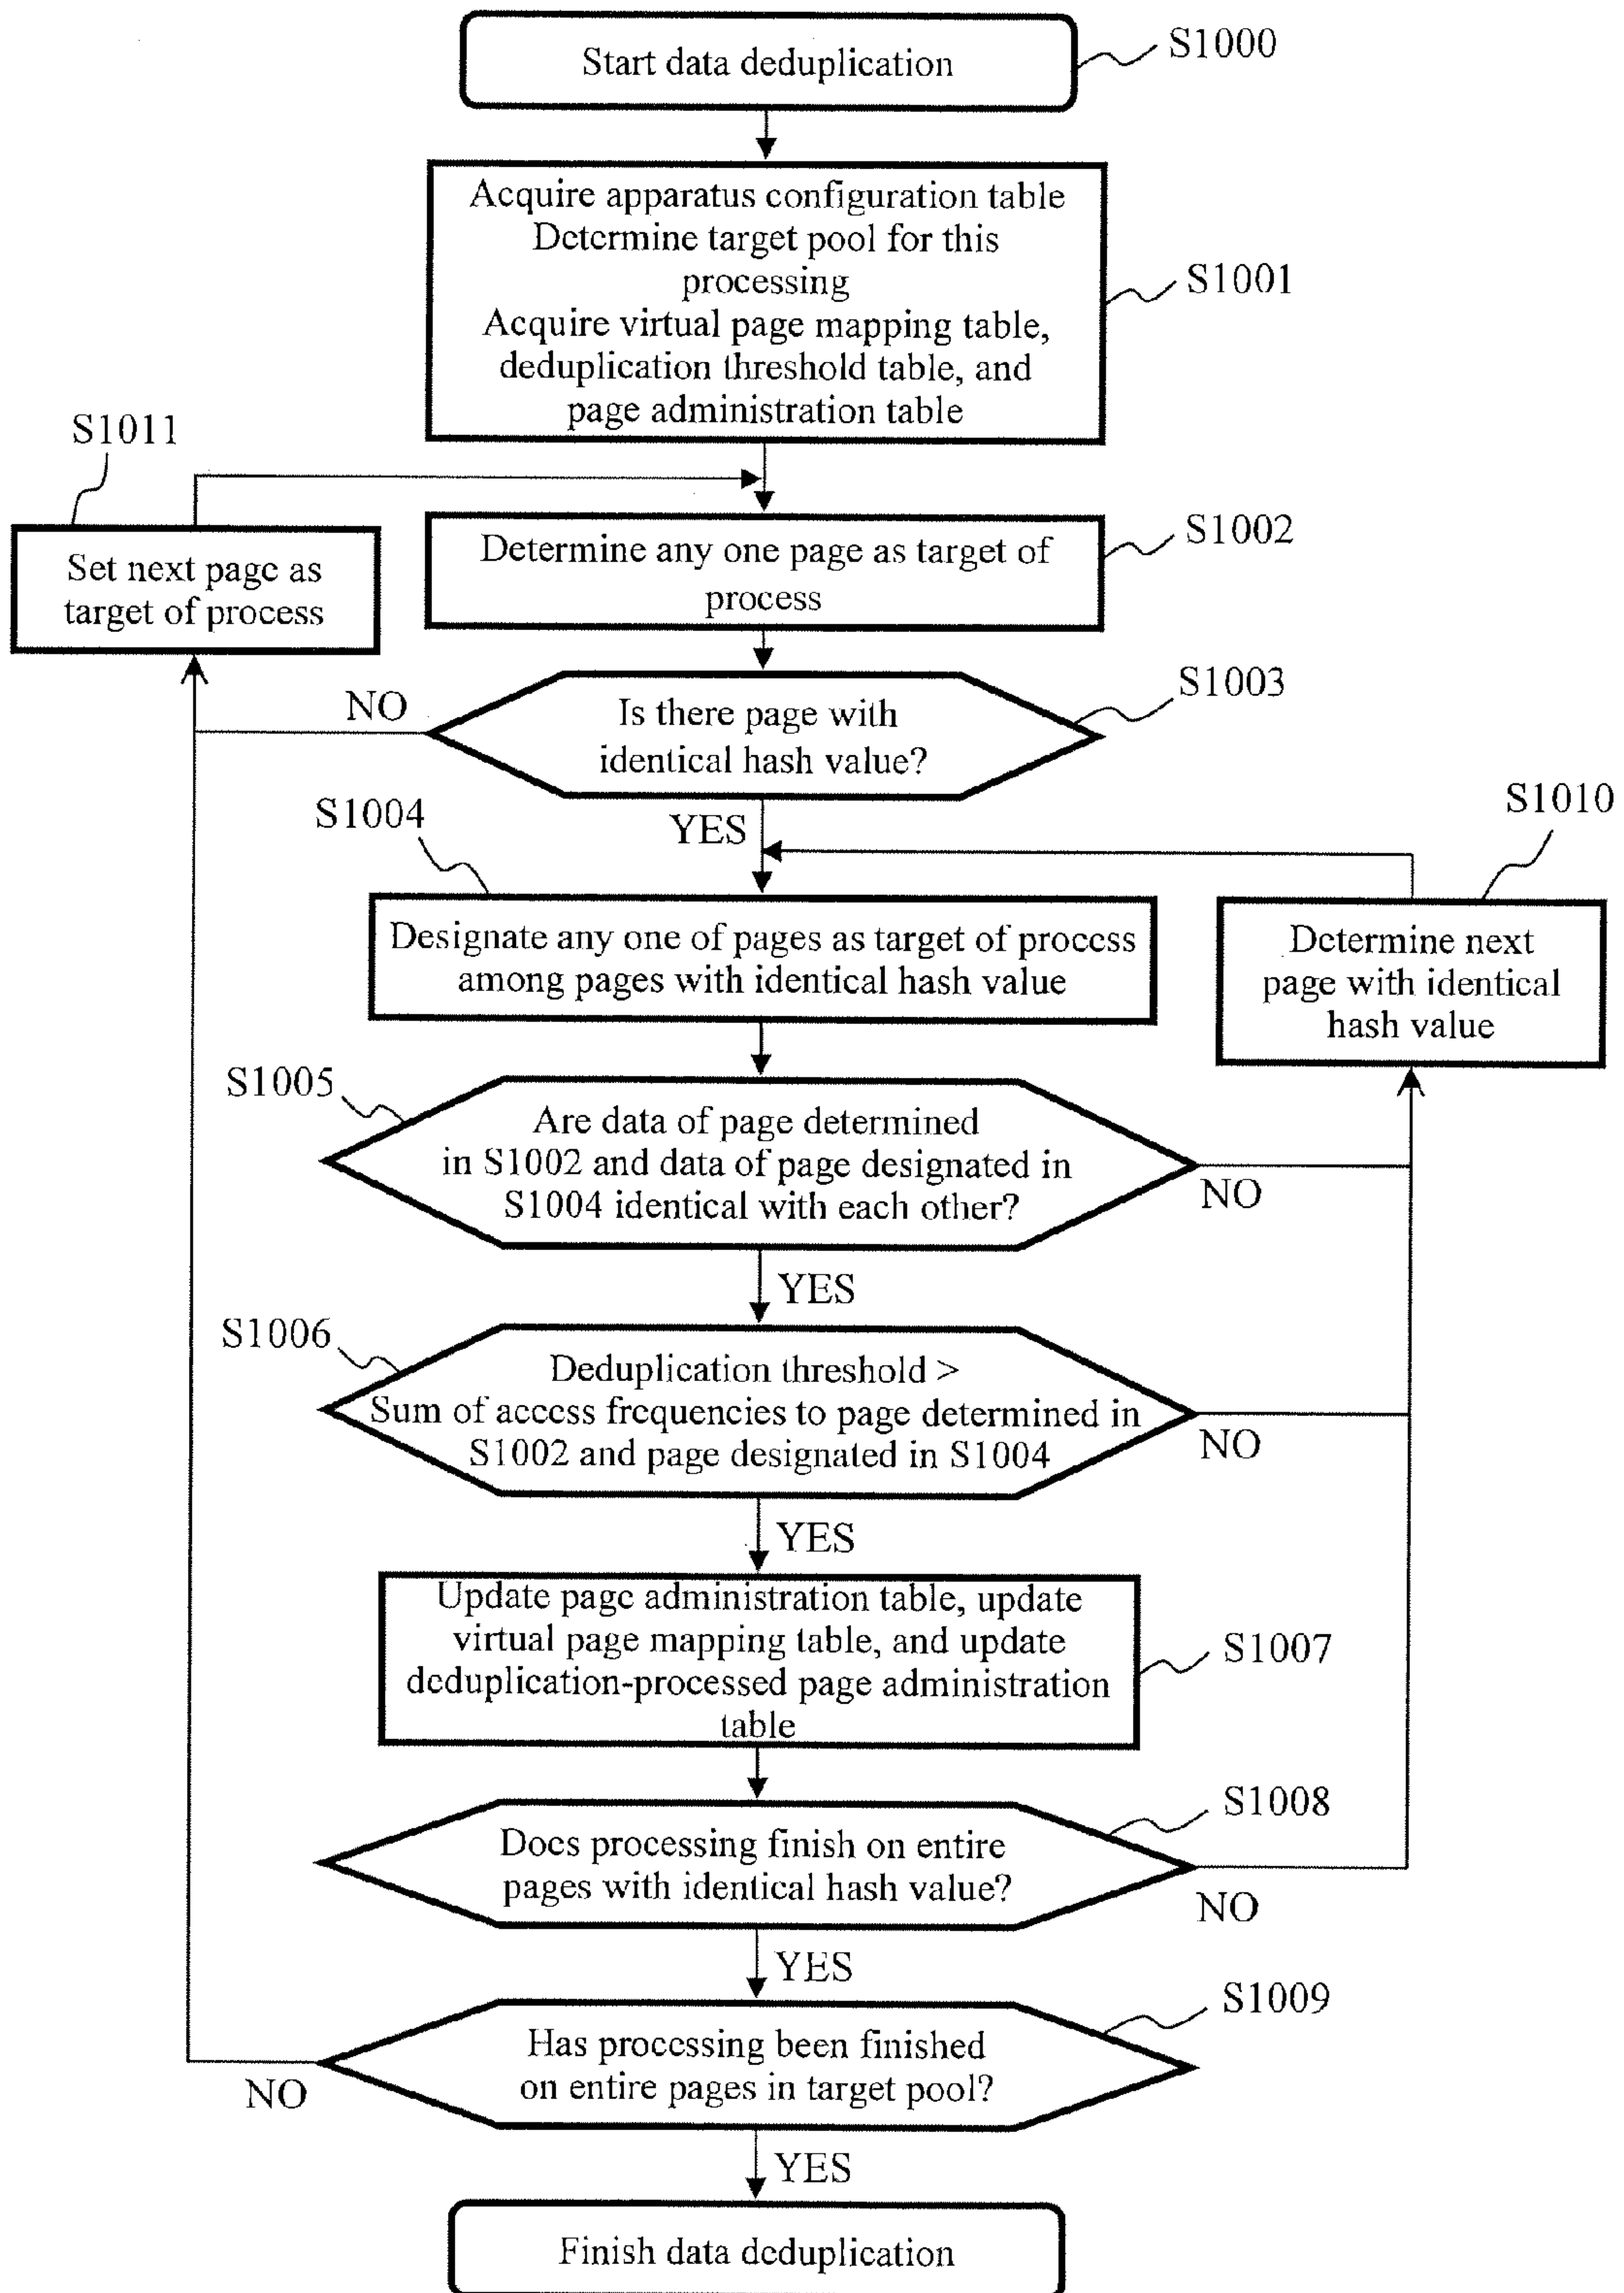 Start data deduplication
S1000
Acquire apparatus configuration table
Determine target pool for this
processing
Acquire virtual page mapping table,
deduplication threshold table, and
page administration table
S1001
S1011
Set next page as
target of process
Determine any one page as target of
process
S1002
NO
Is there page with
identical hash value?
S1003
YES
S1004
S1010
Designate any one of pages as target of process
among pages with identical hash value
Determine next
page with identical
hash value
S1005
Are data of page determined
in S1002 and data of page designated in
S1004 identical with each other?
NO
YES
S1006
Deduplication threshold >
Sum of access frequencies to page determined in
S1002 and page designated in S1004
NO
YES
Update page administration table, update
virtual page mapping table, and update
deduplication-processed page administration
table
S1007
S1008
Does processing finish on entire
pages with identical hash value?
NO
YES
S1009
Has processing been finished
on entire pages in target pool?
NO
YES
Finish data deduplication